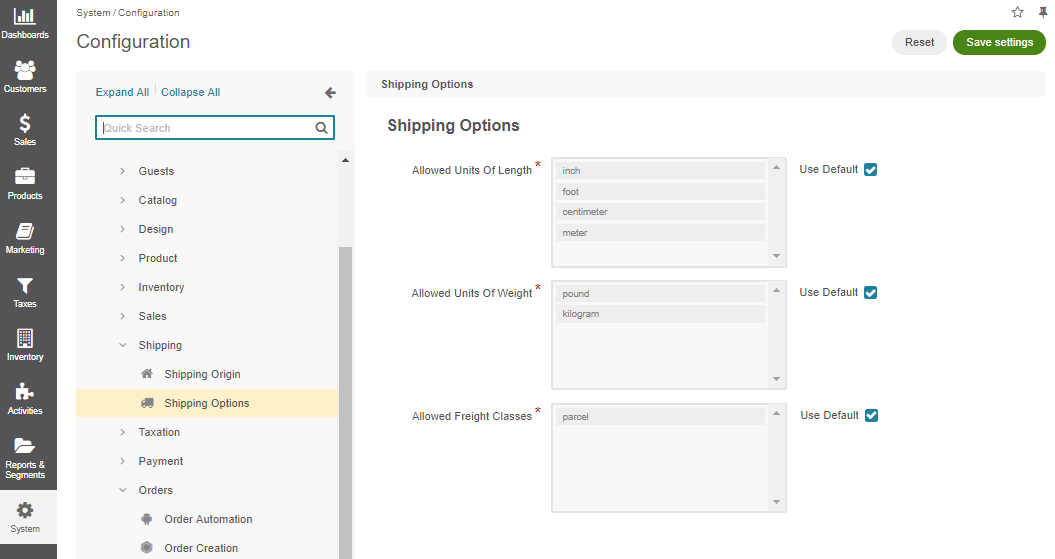 Dashboards
Customers
Sales
Products
Marketing
Taxes
Inventory
Activities
Reports &
Segments
System
System / Configuration
Configuration
Reset
Save settings
Expand All
Collapse All
Quick Search
Guests
Catalog
Design
Product
Inventory
Sales
Shipping
Shipping Origin
Shipping Options
Taxation
Payment
Orders
Order Automation
Order Creation
Shipping Options
Shipping Options
Allowed Units Of Length *
inch
foot
centimeter
meter
Use Default
Allowed Units Of Weight *
pound
kilogram
Use Default
Allowed Freight Classes *
parcel
Use Default